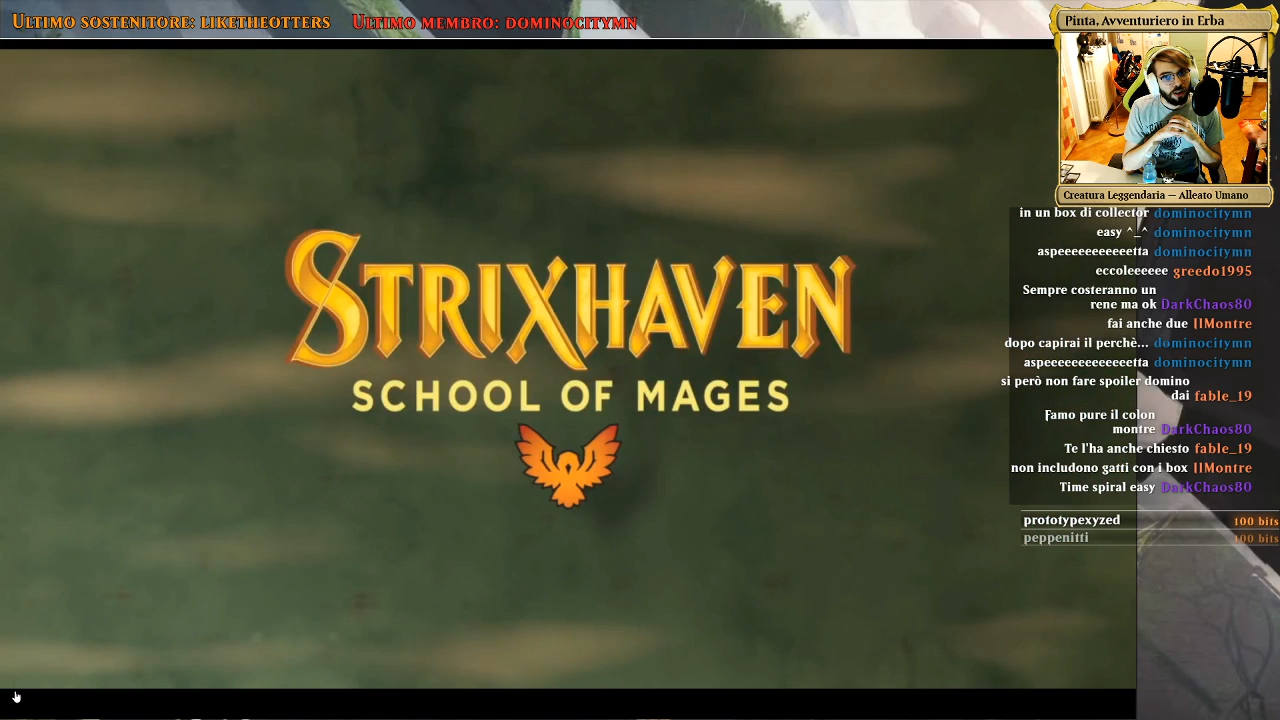 Ultimo sostenitore: liketheotters Ultimo membro: dominocitymn
Pinta, Avventuriero in Erba
Creatura Leggendaria — Alleato Umano
STRIXHAVEN
SCHOOL OF MAGES
in un box di collector dominocitymn
easy ^_^ dominocitymn
aspeeeeeeeeeetta dominocitymn
eccoleeeeee greedo1995
Sempre costeranno un
rene ma ok DarkChaos80
fai anche due IlMontre
dopo capirai il perchè... dominocitymn
aspeeeeeeeeeetta dominocitymn
si però non fare spoiler domino
dai fable_19
Famo pure il colon
montre DarkChaos80
Te l'ha anche chiesto fable_19
non includono gatti con i box IlMontre
Time spiral easy DarkChaos80
prototypexyzed 100 bits
peppenitti 100 bits